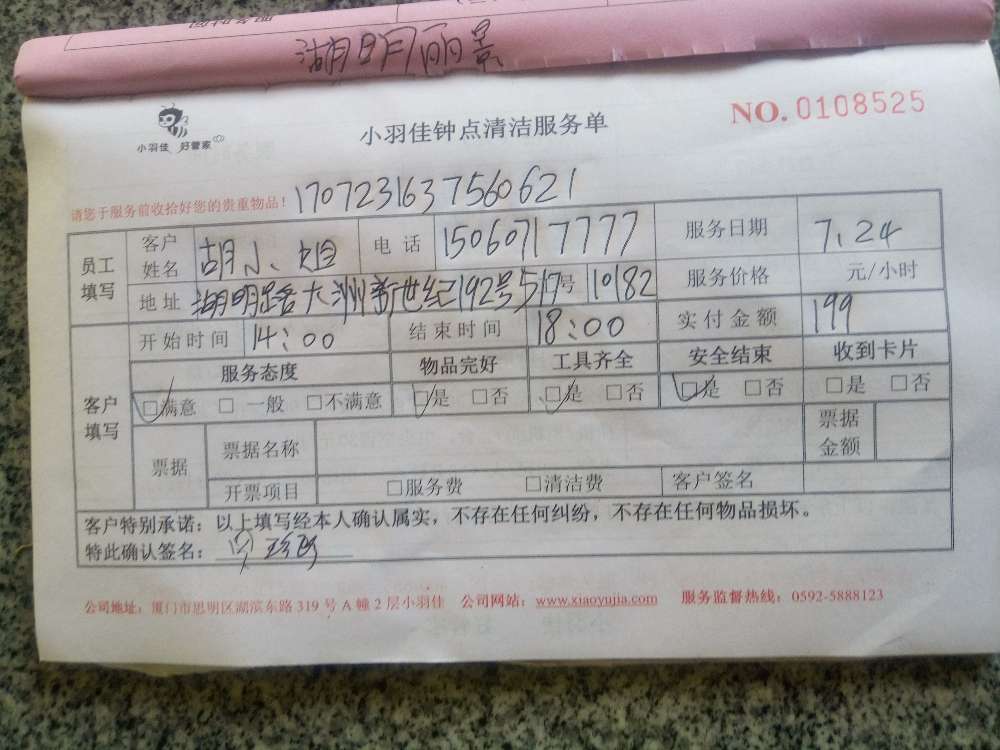 湖明丽景
小羽佳 好管家
小羽佳钟点清洁服务单
NO. 0108525
请您于服务前收拾好您的贵重物品！ 1707231637560621
员工填写 客户姓名 胡小姐 电话 15060717777 服务日期 7.24
地址 湖明路大洲新世纪192号517号 10182 服务价格 元/小时
开始时间 14：00 结束时间 18：00 实付金额 199
客户填写 服务态度 物品完好 工具齐全 安全结束 收到卡片
☑满意 □一般 □不满意 ☑是 □否 ☑是 □否 ☑是 □否 □是 □否
票据 票据名称 票据金额
开票项目 □服务费 □清洁费 客户签名
客户特别承诺：以上填写经本人确认属实，不存在任何纠纷，不存在任何物品损坏。
特此确认签名：
公司地址：厦门市思明区湖滨东路 319 号 A 幢 2 层小羽佳 公司网站：www.xiaoyujia.com 服务监督热线：0592-5888123